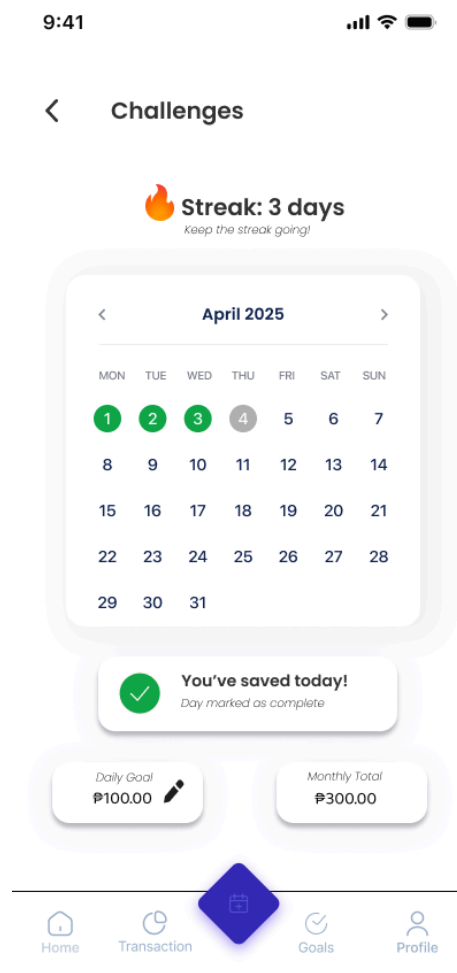 9:41
Challenges
Streak: 3 days
Keep the streak going!
April 2025
MON TUE WED THU FRI SAT SUN
1 2 3 4 5 6 7
8 9 10 11 12 13 14
15 16 17 18 19 20 21
22 23 24 25 26 27 28
29 30 31
You've saved today!
Day marked as complete
Daily Goal
₱100.00
Monthly Total
₱300.00
Home Transaction Goals Profile